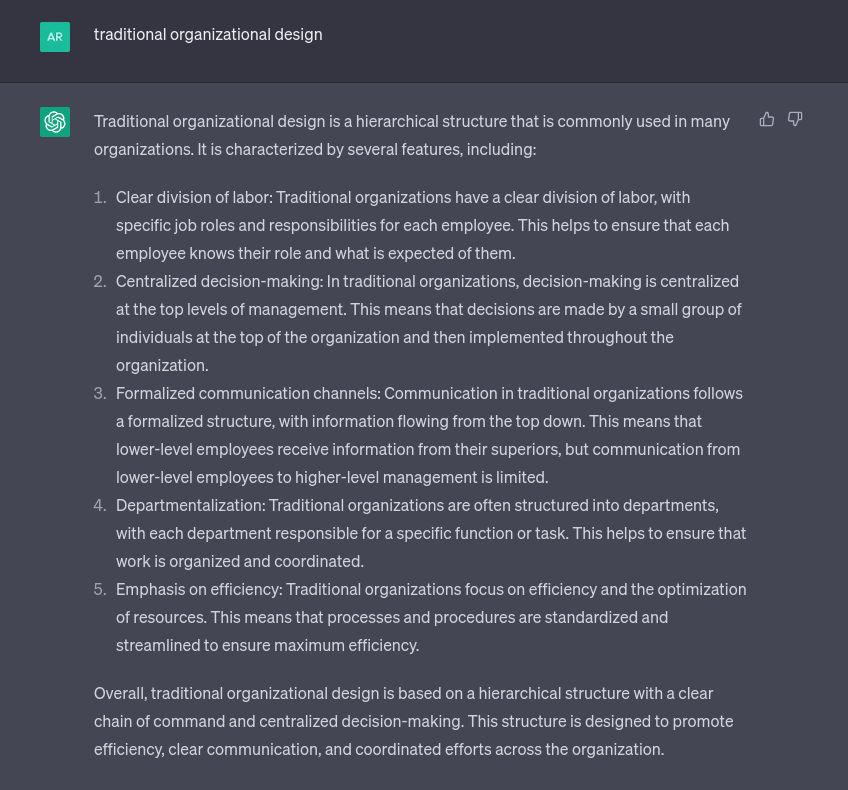 AR
traditional organizational design
Traditional organizational design is a hierarchical structure that is commonly used in many
organizations. It is characterized by several features, including:
1. Clear division of labor: Traditional organizations have a clear division of labor, with
specific job roles and responsibilities for each employee. This helps to ensure that each
employee knows their role and what is expected of them.
2. Centralized decision-making: In traditional organizations, decision-making is centralized
at the top levels of management. This means that decisions are made by a small group of
individuals at the top of the organization and then implemented throughout the
organization.
3. Formalized communication channels: Communication in traditional organizations follows
a formalized structure, with information flowing from the top down. This means that
lower-level employees receive information from their superiors, but communication from
lower-level employees to higher-level management is limited.
4. Departmentalization: Traditional organizations are often structured into departments,
with each department responsible for a specific function or task. This helps to ensure that
work is organized and coordinated.
5. Emphasis on efficiency: Traditional organizations focus on efficiency and the optimization
of resources. This means that processes and procedures are standardized and
streamlined to ensure maximum efficiency.
Overall, traditional organizational design is based on a hierarchical structure with a clear
chain of command and centralized decision-making. This structure is designed to promote
efficiency, clear communication, and coordinated efforts across the organization.